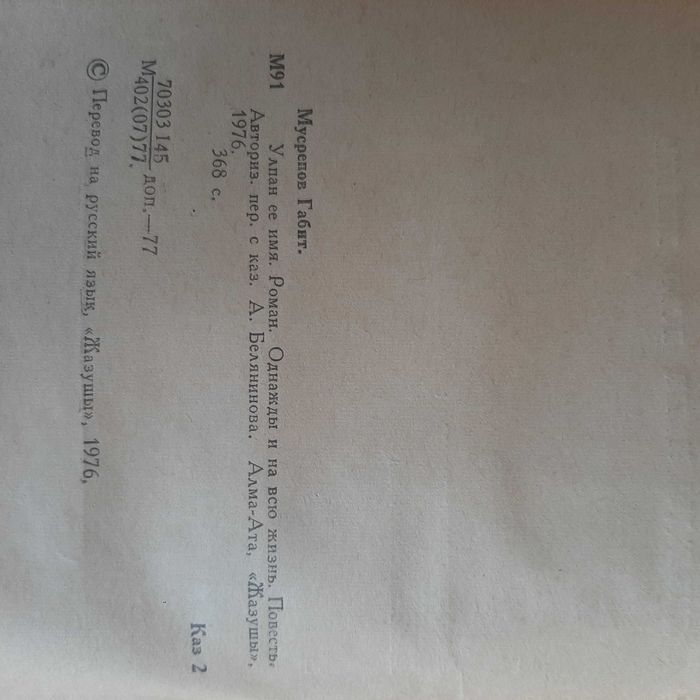 Мусрепов Габит.
М91 Улпан ее имя. Роман. Однажды и на всю жизнь. Повесть.
Авториз. пер. с каз. А. Белянинова. Алма-Ата, «Жазушы»,
1976.
368 с.
Каз 2
70303 145
М402(07)77. доп.—77
© Перевод на русский язык, «Жазушы», 1976,